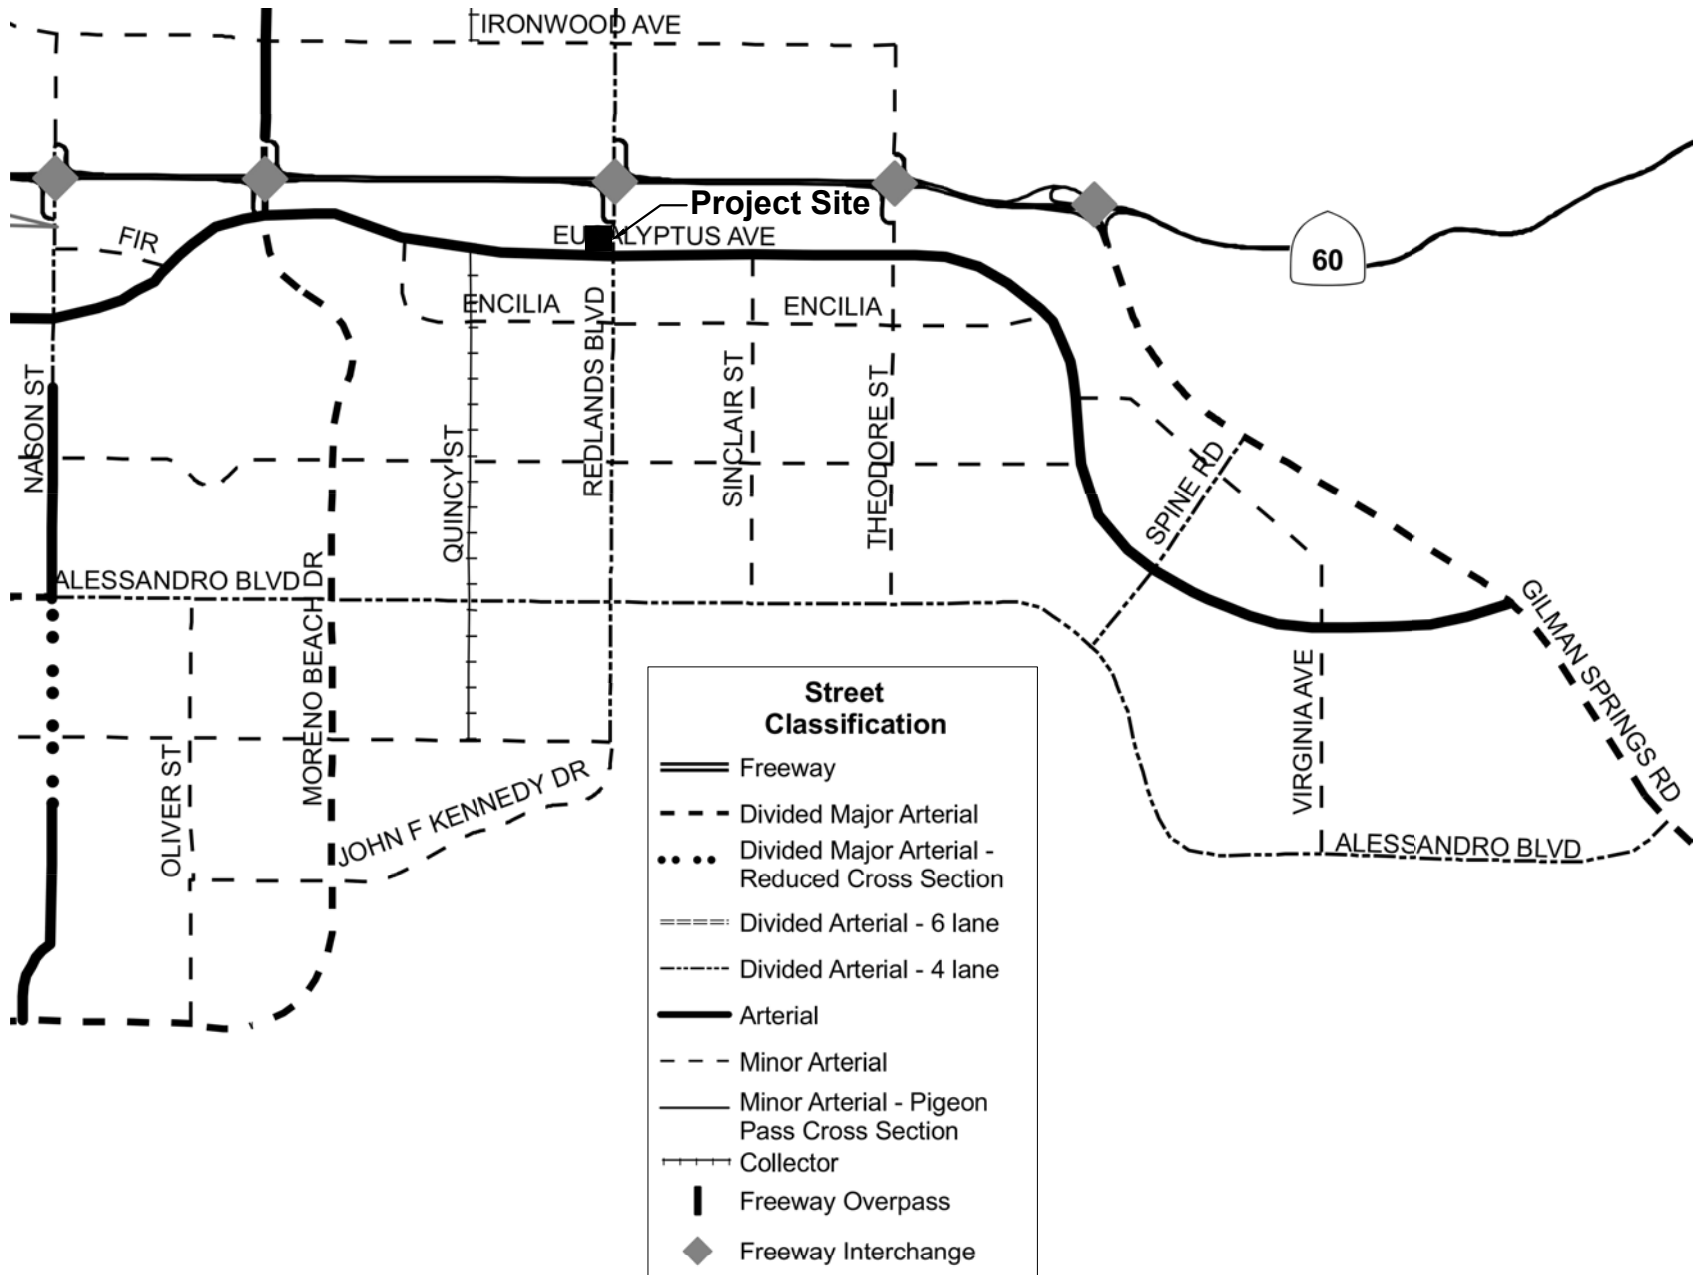 IRONWOOD AVE
Project Site
FIR
EUCALYPTUS AVE
60
ENCILIA
ENCILIA
NASON ST
QUINCY ST
REDLANDS BLVD
SINCLAIR ST
THEODORE ST
SPINE RD
ALESSANDRO BLVD
MORENO BEACH DR
GILMAN SPRINGS RD
OLIVER ST
JOHN F KENNEDY DR
VIRGINIA AVE
ALESSANDRO BLVD
Street
Classification
Freeway
Divided Major Arterial
Divided Major Arterial -
Reduced Cross Section
Divided Arterial - 6 lane
Divided Arterial - 4 lane
Arterial
Minor Arterial
Minor Arterial - Pigeon
Pass Cross Section
Collector
Freeway Overpass
Freeway Interchange